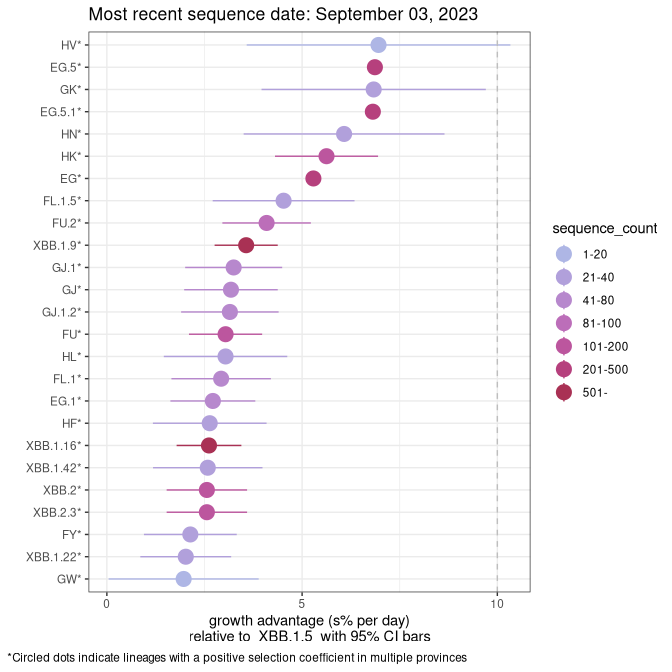 Most recent sequence date: September 03, 2023
HV*
EG.5*
GK*
EG.5.1*
HN*
HK*
EG*
FL.1.5*
FU.2*
XBB.1.9*
GJ.1*
GJ*
GJ.1.2*
FU*
HL*
FL.1*
EG.1*
HF*
XBB.1.16*
XBB.1.42*
XBB.2*
XBB.2.3*
FY*
XBB.1.22*
GW*
0 5 10
growth advantage (s% per day)
relative to XBB.1.5 with 95% CI bars
sequence_count
1-20
21-40
41-80
81-100
101-200
201-500
501-
*Circled dots indicate lineages with a positive selection coefficient in multiple provinces